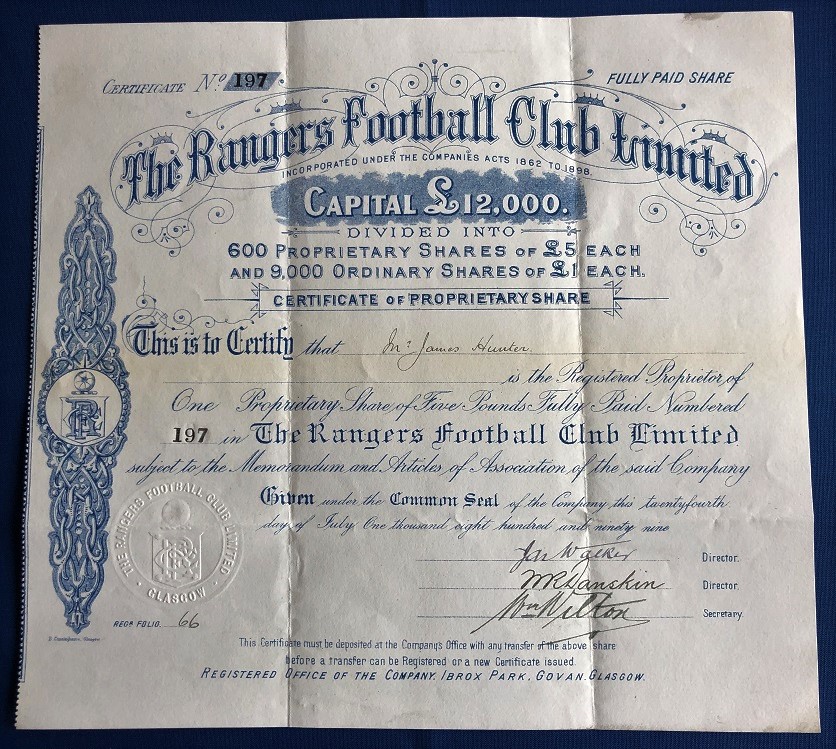 CERTIFICATE No. 197
FULLY PAID SHARE
The Rangers Football Club Limited
INCORPORATED UNDER THE COMPANIES ACTS 1862 TO 1898.
CAPITAL £12,000.
DIVIDED INTO
600 PROPRIETARY SHARES OF £5 EACH
AND 9,000 ORDINARY SHARES OF £1 EACH.
CERTIFICATE OF PROPRIETARY SHARE
This is to Certify that Mr James Hunter.
is the Registered Proprietor of
One Proprietary Share of Five Pounds Fully Paid Numbered
197 in The Rangers Football Club Limited
subject to the Memorandum and Articles of Association of the said Company
Given under the Common Seal of the Company this twentyfourth
day of July One thousand eight hundred and ninety nine
THE RANGERS FOOTBALL CLUB LIMITED
GLASGOW
Jas Walker Director.
W R Danskin Director.
Wm Wilton Secretary.
REGD FOLIO 66
This Certificate must be deposited at the Company's Office with any transfer of the above share
before a transfer can be Registered or a new Certificate issued.
REGISTERED OFFICE OF THE COMPANY, IBROX PARK, GOVAN, GLASGOW.